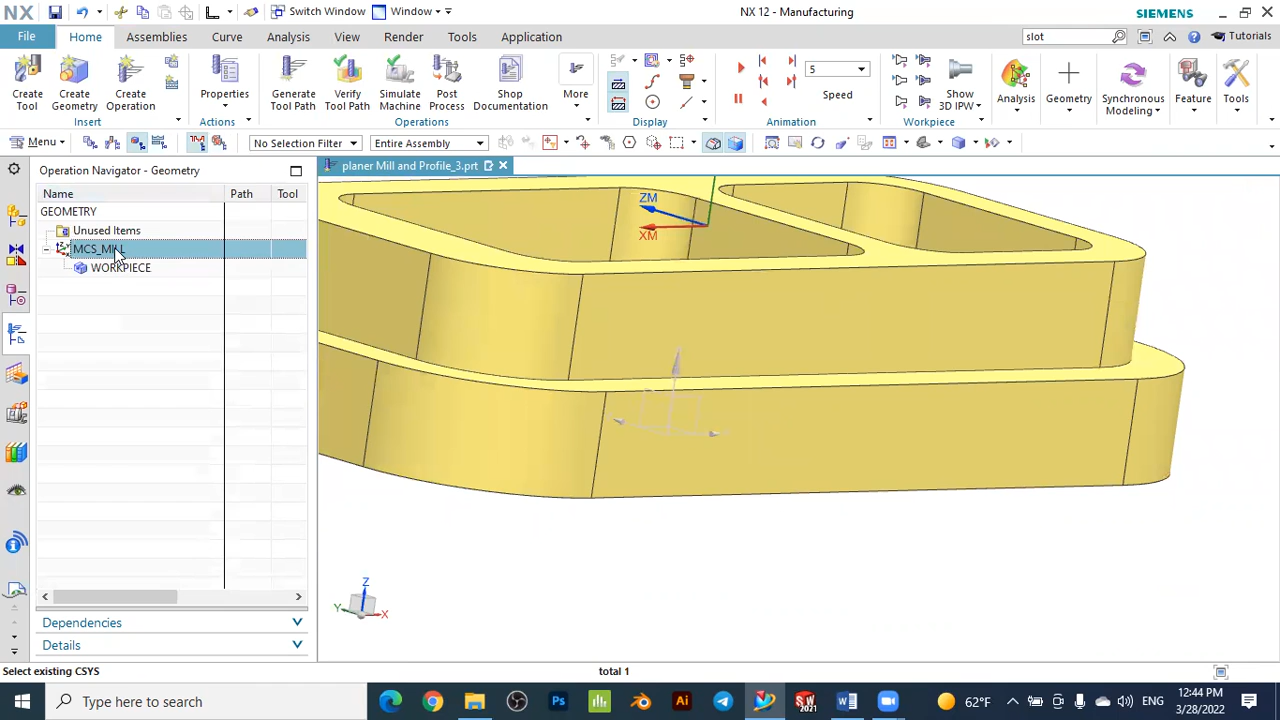 NX
Switch Window
Window
NX 12 - Manufacturing
SIEMENS
File
Home
Assemblies
Curve
Analysis
View
Render
Tools
Application
slot
Tutorials
Create Tool
Create Geometry
Create Operation
Properties
Generate Tool Path
Verify Tool Path
Simulate Machine
Post Process
Shop Documentation
More
5
Speed
Show 3D IPW
Analysis
Geometry
Synchronous Modeling
Feature
Tools
Insert
Actions
Operations
Display
Animation
Workpiece
Menu
No Selection Filter
Entire Assembly
Operation Navigator - Geometry
planer Mill and Profile_3.prt
Name
Path
Tool
GEOMETRY
Unused Items
MCS_MILL
WORKPIECE
ZM
XM
Z
Y
X
Dependencies
Details
Select existing CSYS
total 1
Type here to search
Ps
Ai
SW
2021
W
62°F
ENG
12:44 PM
3/28/2022